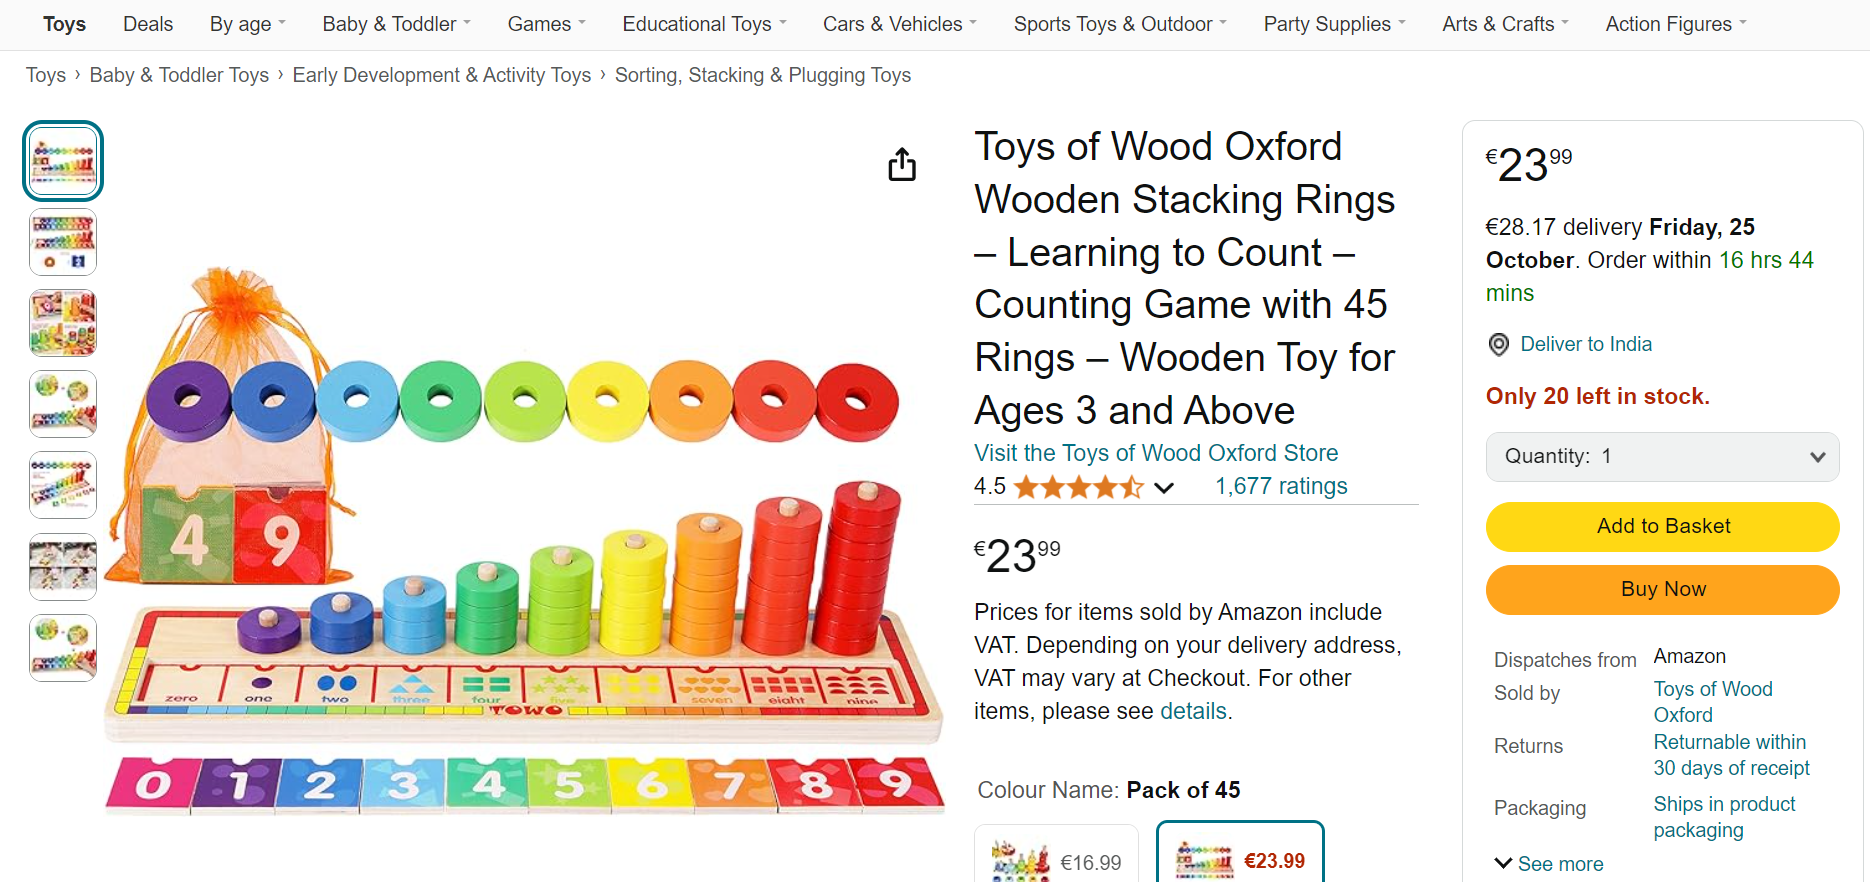 Toys Deals By age Baby & Toddler Games Educational Toys Cars & Vehicles Sports Toys & Outdoor Party Supplies Arts & Crafts Action Figures
Toys › Baby & Toddler Toys › Early Development & Activity Toys › Sorting, Stacking & Plugging Toys
4 9
zero one two three four five seven eight nine
TOWO
0 1 2 3 4 5 6 7 8 9
Toys of Wood Oxford
Wooden Stacking Rings
– Learning to Count –
Counting Game with 45
Rings – Wooden Toy for
Ages 3 and Above
Visit the Toys of Wood Oxford Store
4.5 1,677 ratings
€2399
Prices for items sold by Amazon include
VAT. Depending on your delivery address,
VAT may vary at Checkout. For other
items, please see details.
Colour Name: Pack of 45
€16.99 €23.99
€2399
€28.17 delivery Friday, 25
October. Order within 16 hrs 44
mins
Deliver to India
Only 20 left in stock.
Quantity: 1
Add to Basket
Buy Now
Dispatches from Amazon
Sold by Toys of Wood
Oxford
Returns Returnable within
30 days of receipt
Packaging Ships in product
packaging
See more